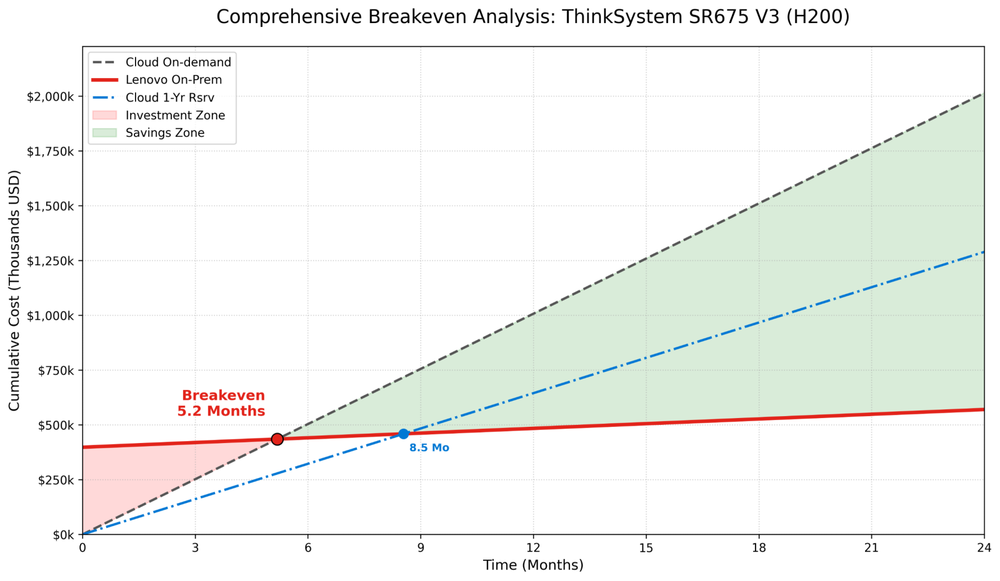 Comprehensive Breakeven Analysis: ThinkSystem SR675 V3 (H200)
Cloud On-demand
Lenovo On-Prem
Cloud 1-Yr Rsrv
Investment Zone
Savings Zone
Cumulative Cost (Thousands USD)
$2,000k
$1,750k
$1,500k
$1,250k
$1,000k
$750k
$500k
$250k
$0k
Breakeven
5.2 Months
8.5 Mo
0 3 6 9 12 15 18 21 24
Time (Months)